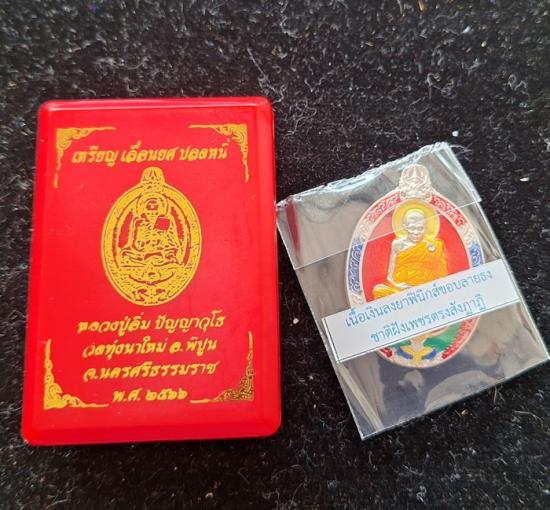 เหรียญ เลื่อนยศ ปลดหนี้
หลวงปู่อิ่ม ปัญญาวุโธ
วัดทุ่งนาใหม่ อ.พิปูน
จ.นครศรีธรรมราช
พ.ศ. ๒๕๖๖
เนื้อเงินลงยาฟินิกส์ขอบลายธง
ชาติฝังเพชรตรงสังฆาฏิ